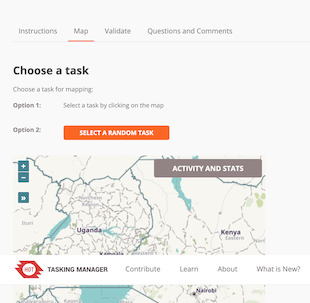 Instructions Map Validate Questions and Comments
Choose a task
Choose a task for mapping:
Option 1: Select a task by clicking on the map
Option 2: SELECT A RANDOM TASK
+
−
»
ACTIVITY AND STATS
Uganda
Kenya
Eastern
Kampala
HOT TASKING MANAGER Contribute Learn About What is New?
Nairobi